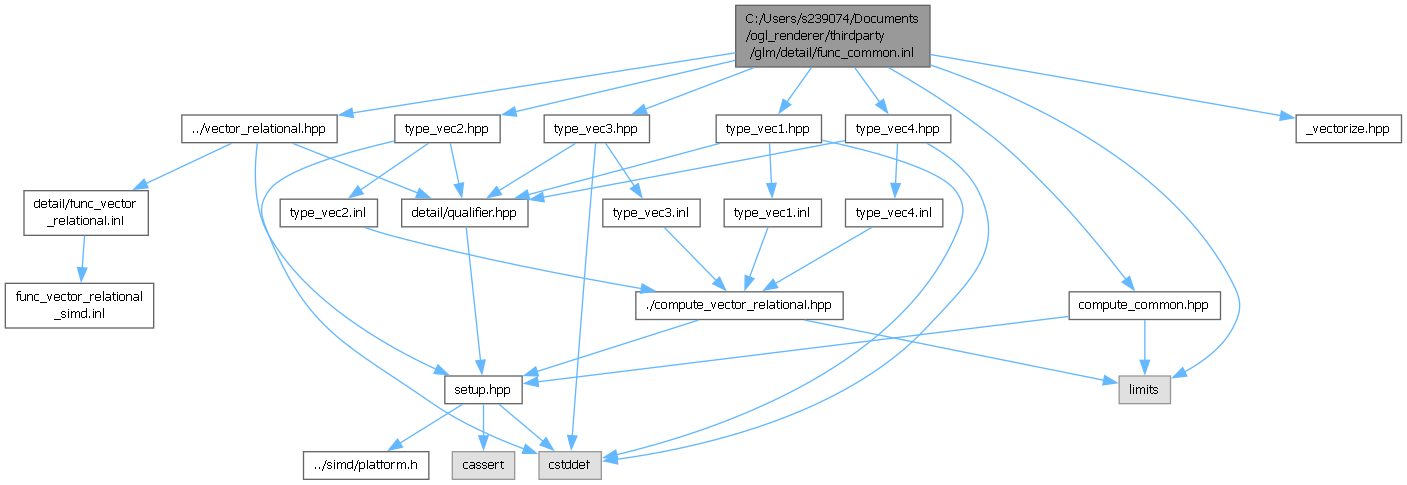 C:/Users/s239074/Documents
/ogl_renderer/thirdparty
/glm/detail/func_common.inl
../vector_relational.hpp
type_vec2.hpp
type_vec3.hpp
type_vec1.hpp
type_vec4.hpp
_vectorize.hpp
detail/func_vector
_relational.inl
type_vec2.inl
detail/qualifier.hpp
type_vec3.inl
type_vec1.inl
type_vec4.inl
func_vector_relational
_simd.inl
./compute_vector_relational.hpp
compute_common.hpp
setup.hpp
limits
../simd/platform.h
cassert
cstddef